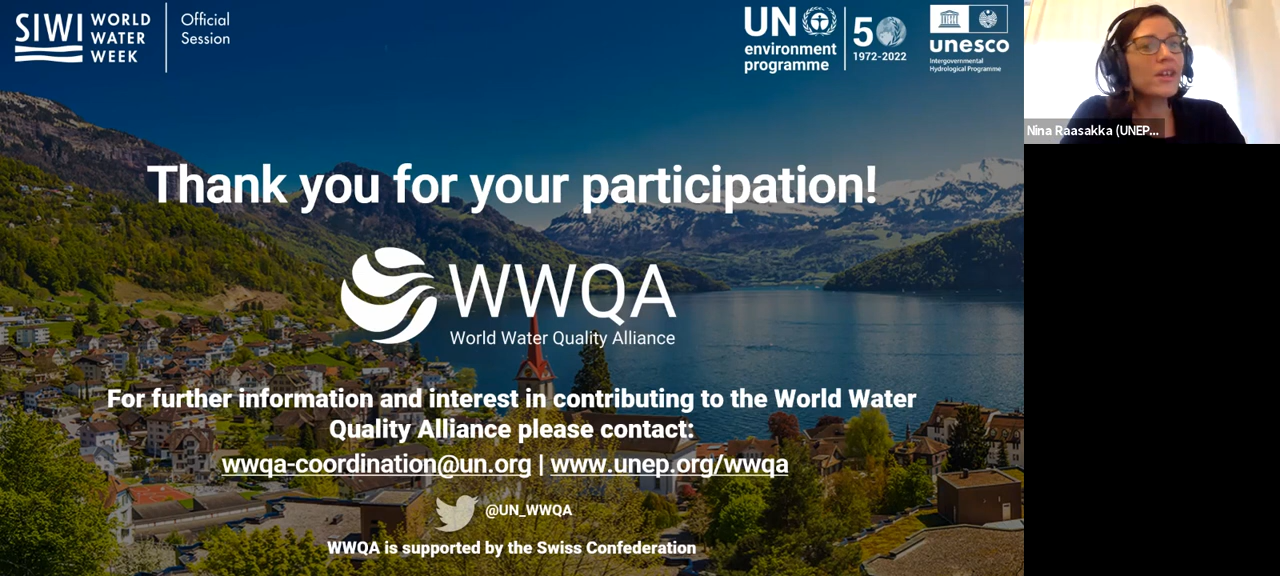 SIWI WORLD WATER WEEK
Official Session
UN environment programme
50 1972-2022
unesco
Intergovernmental Hydrological Programme
Nina Raasakka (UNEP...
Thank you for your participation!
WWQA
World Water Quality Alliance
For further information and interest in contributing to the World Water
Quality Alliance please contact:
wwqa-coordination@un.org | www.unep.org/wwqa
@UN_WWQA
WWQA is supported by the Swiss Confederation